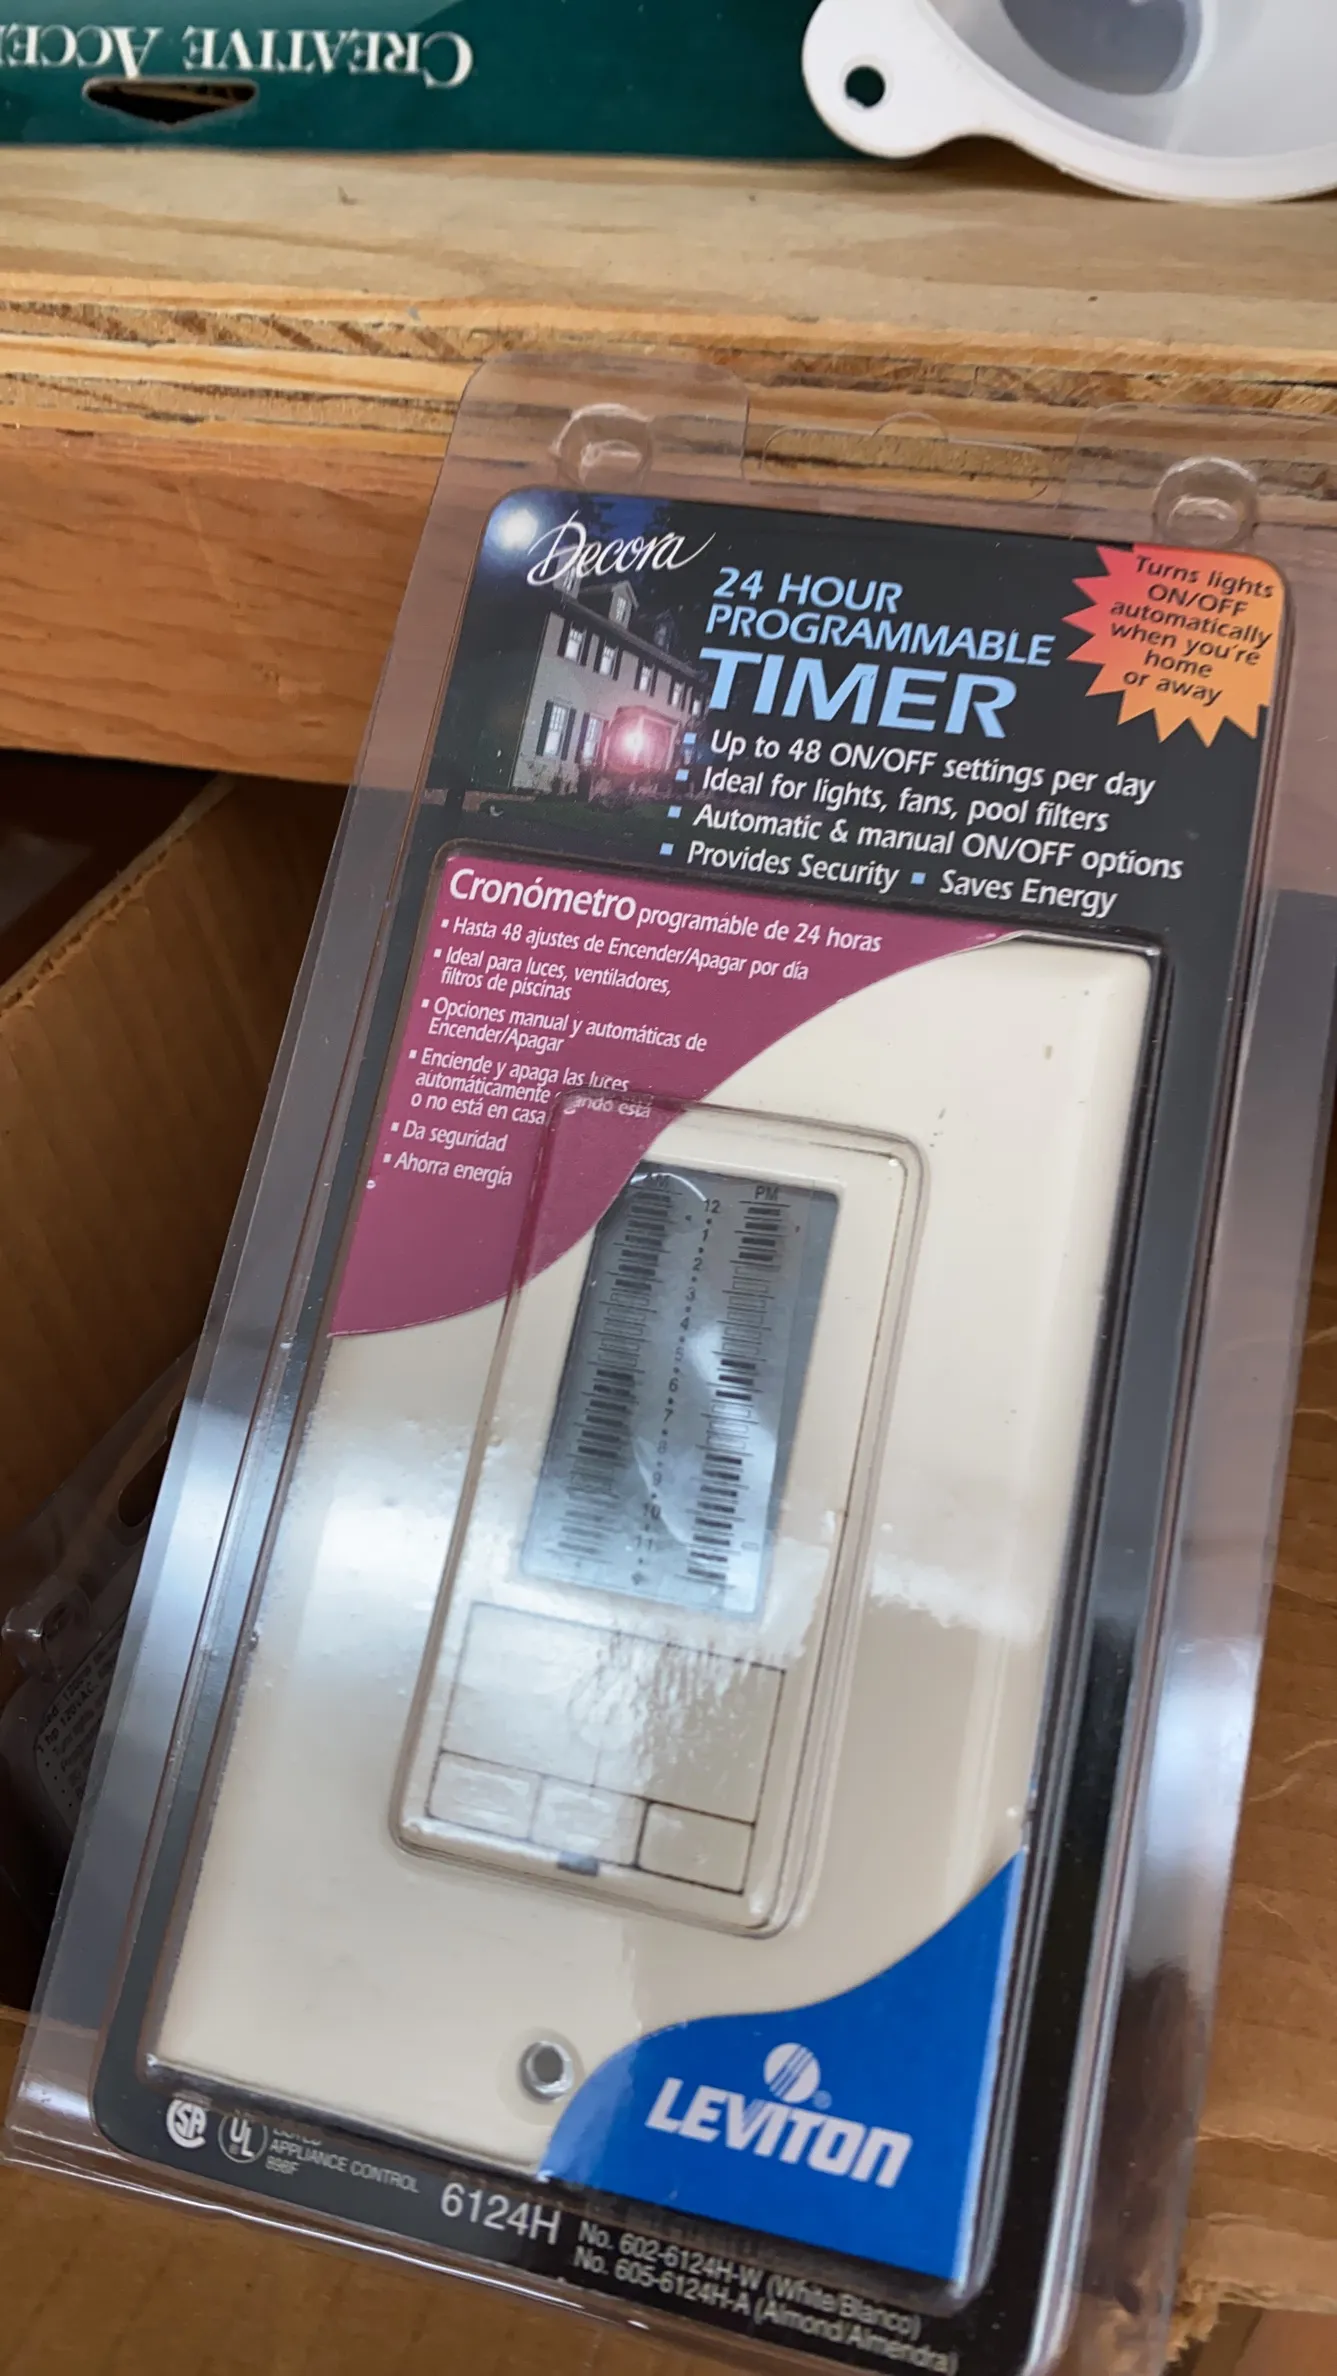 CREATIVE
Decora
24 HOUR
PROGRAMMABLE
TIMER
Turns lights
ON/OFF
automatically
when you're
home
or away
▪ Up to 48 ON/OFF settings per day
▪ Ideal for lights, fans, pool filters
▪ Automatic & manual ON/OFF options
▪ Provides Security ▪ Saves Energy
Cronómetro programable de 24 horas
▪ Hasta 48 ajustes de Encender/Apagar por día
▪ Ideal para luces, ventiladores,
filtros de piscinas
▪ Opciones manual y automáticas de
Encender/Apagar
▪ Enciende y apaga las luces
automáticamente cuando está
o no está en casa
▪ Da seguridad
▪ Ahorra energía
PM
12
1
2
3
4
5
6
7
8
9
10
11
LEVITON
SA
UL
APPLIANCE CONTROL
898F
6124H
No. 602-6124H-W (White/Blanco)
No. 605-6124H-A (Almond/Almendra)